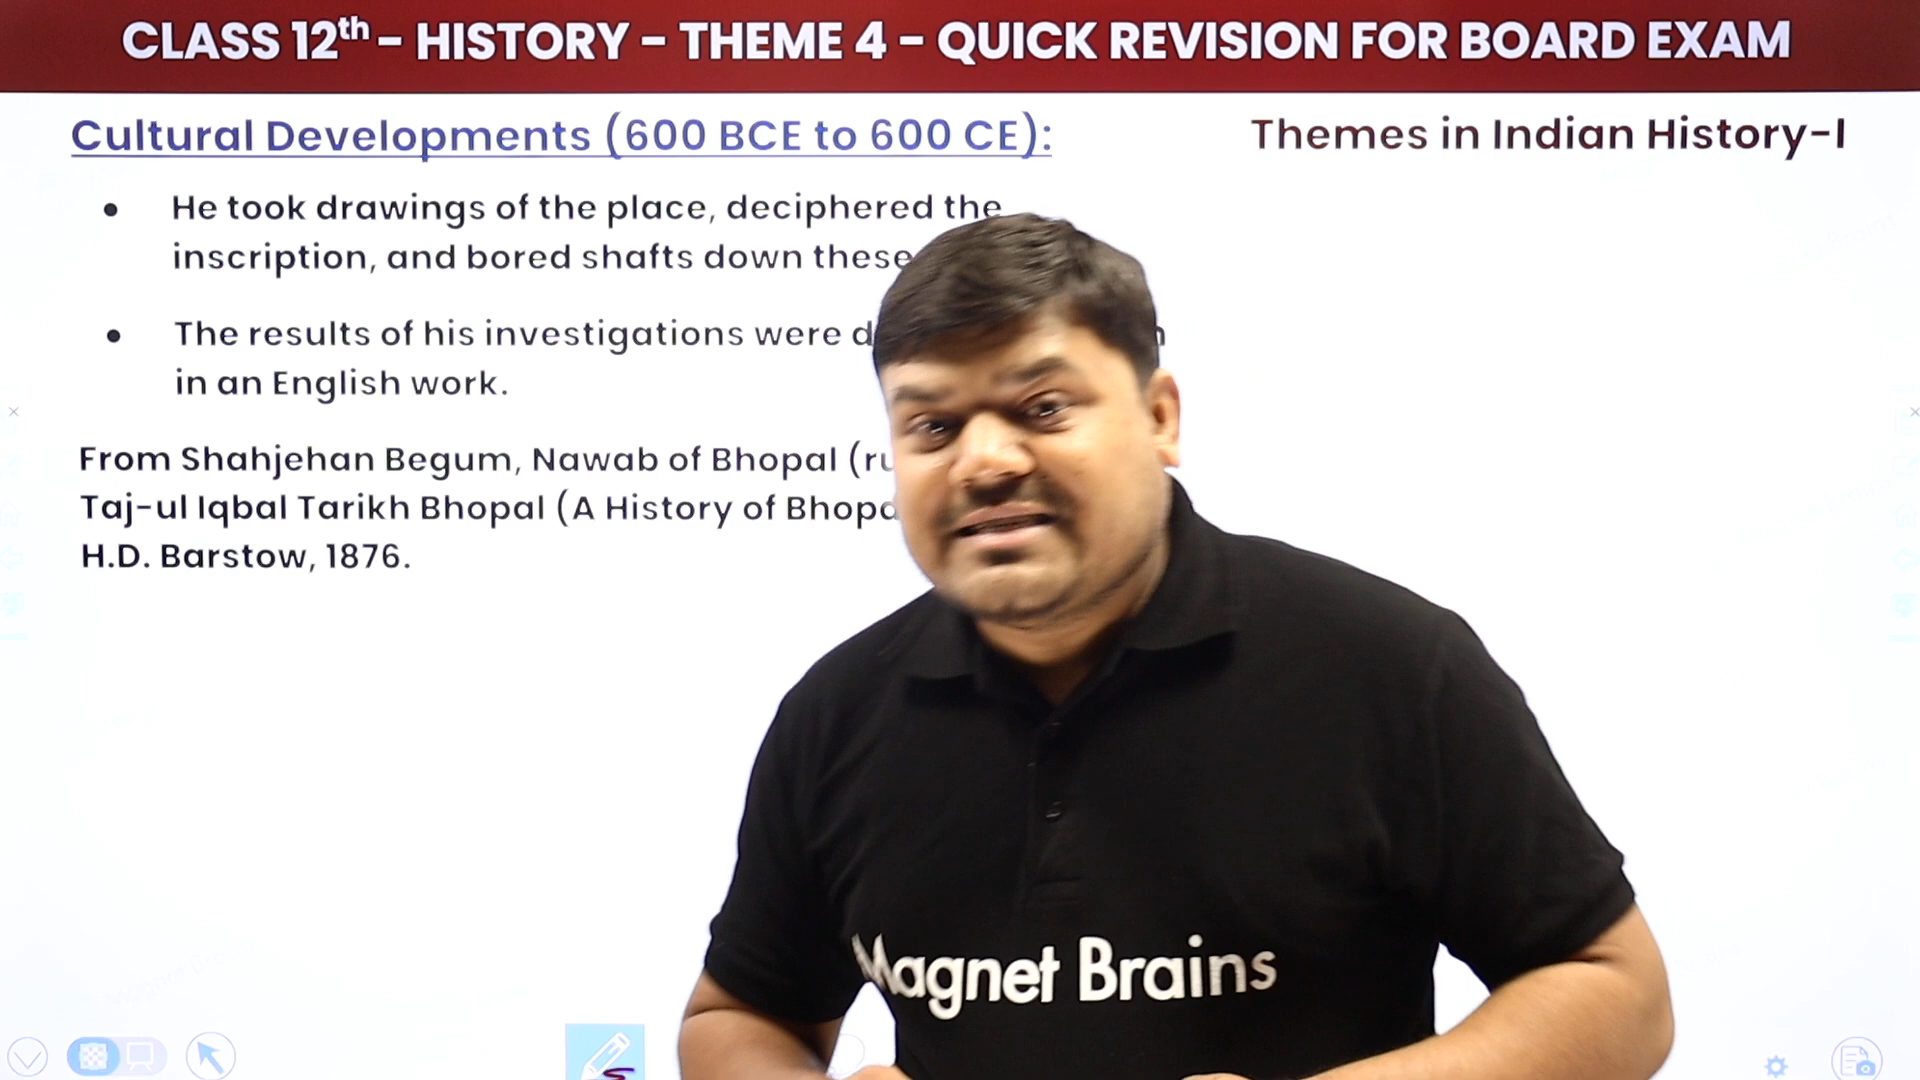 CLASS 12th - HISTORY - THEME 4 - QUICK REVISION FOR BOARD EXAM
Cultural Developments (600 BCE to 600 CE):
Themes in Indian History-I
• He took drawings of the place, deciphered the
inscription, and bored shafts down these
• The results of his investigations were
in an English work.
From Shahjehan Begum, Nawab of Bhopal
Taj-ul Iqbal Tarikh Bhopal (A History of
H.D. Barstow, 1876.
Magnet Brains